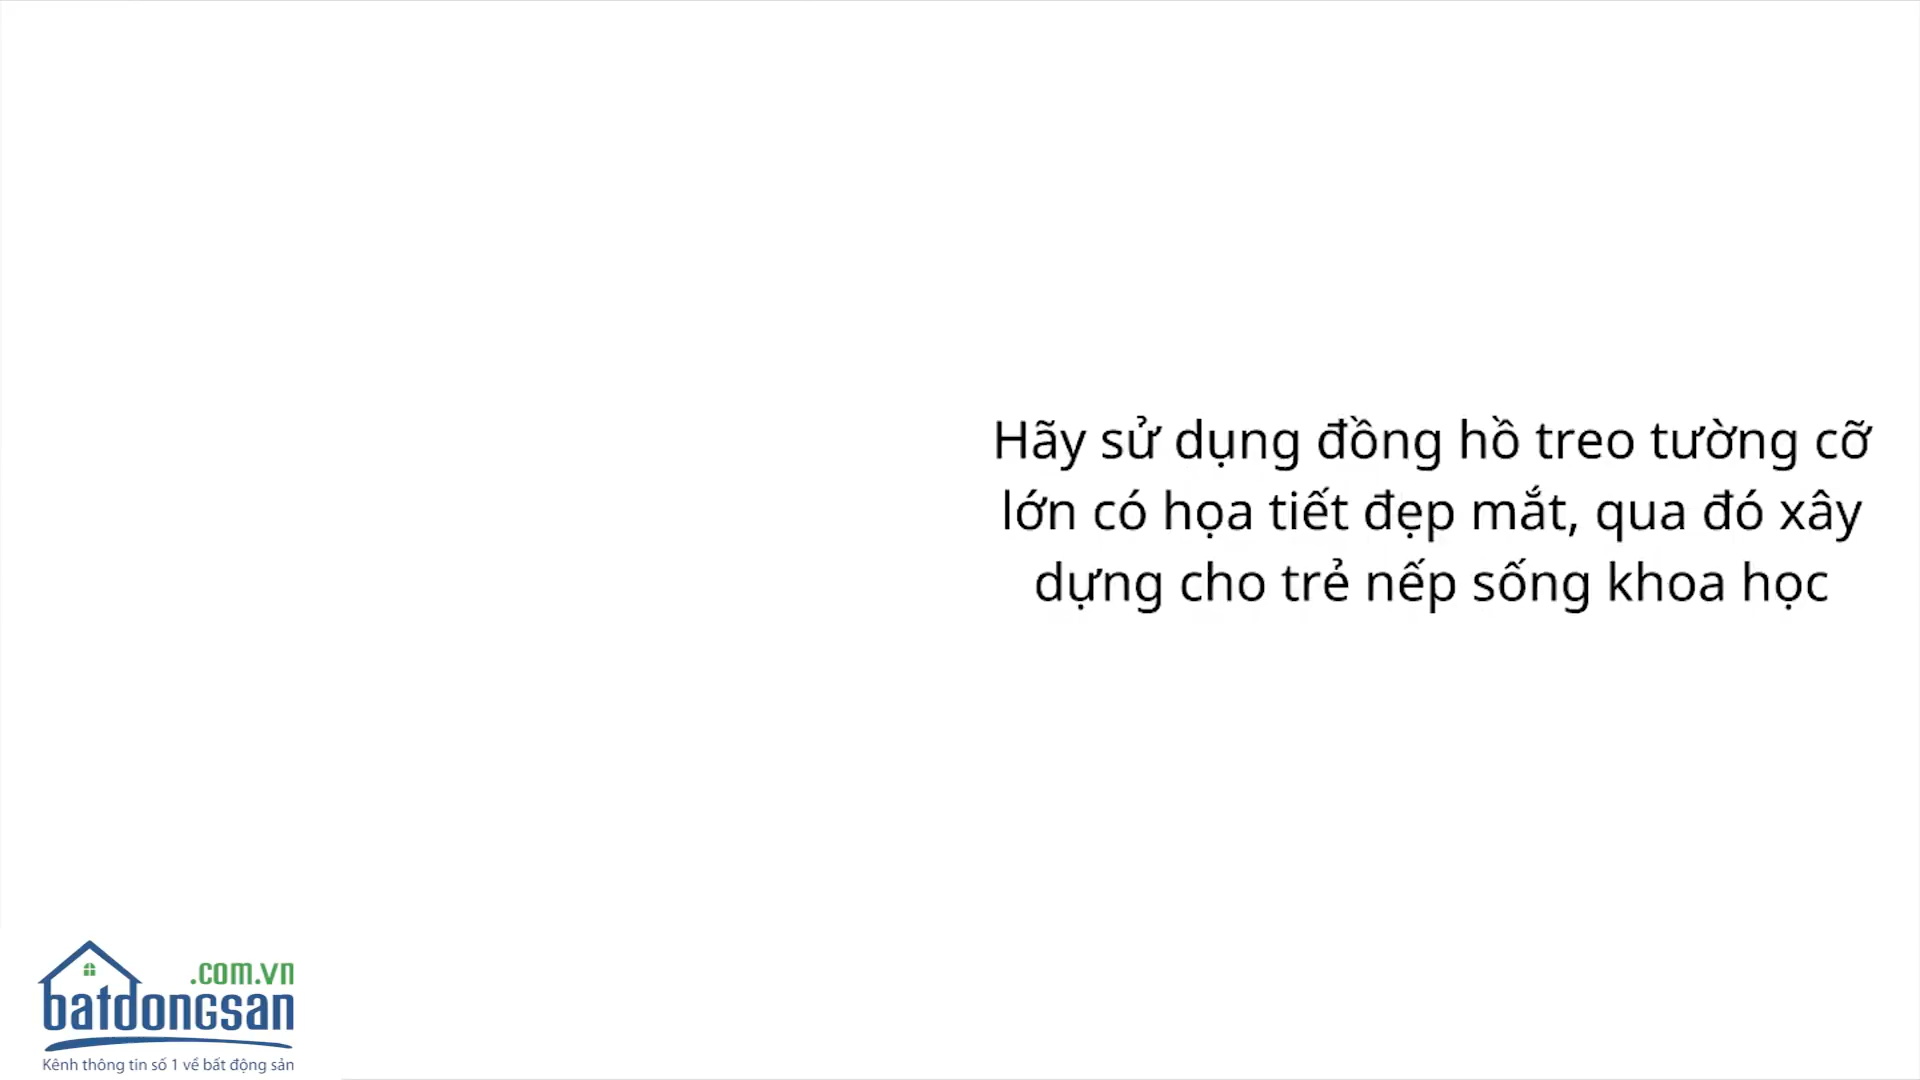 Hãy sử dụng đồng hồ treo tường cỡ
lớn có họa tiết đẹp mắt, qua đó xây
dựng cho trẻ nếp sống khoa học
.com.vn
batdongsan
Kênh thông tin số 1 về bất động sản